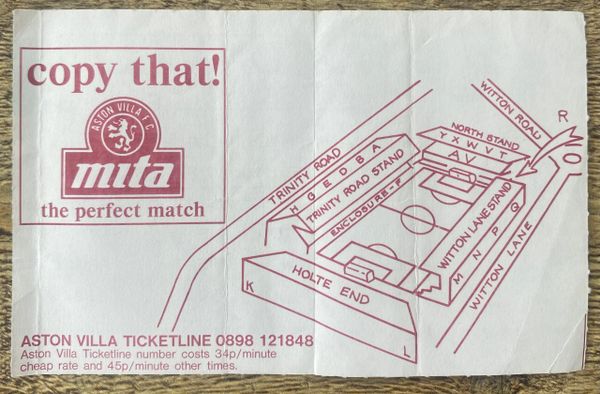 copy that!
ASTON VILLA F C
mita
the perfect match
WITTON ROAD
R
NORTH STAND
Y X W V T
A V
TRINITY ROAD
H G E D B A
TRINITY ROAD STAND
ENCLOSURE-F
WITTON LANE STAND
M N P Q
WITTON LANE
HOLTE END
K
L
ASTON VILLA TICKETLINE 0898 121848
Aston Villa Ticketline number costs 34p/minute
cheap rate and 45p/minute other times.